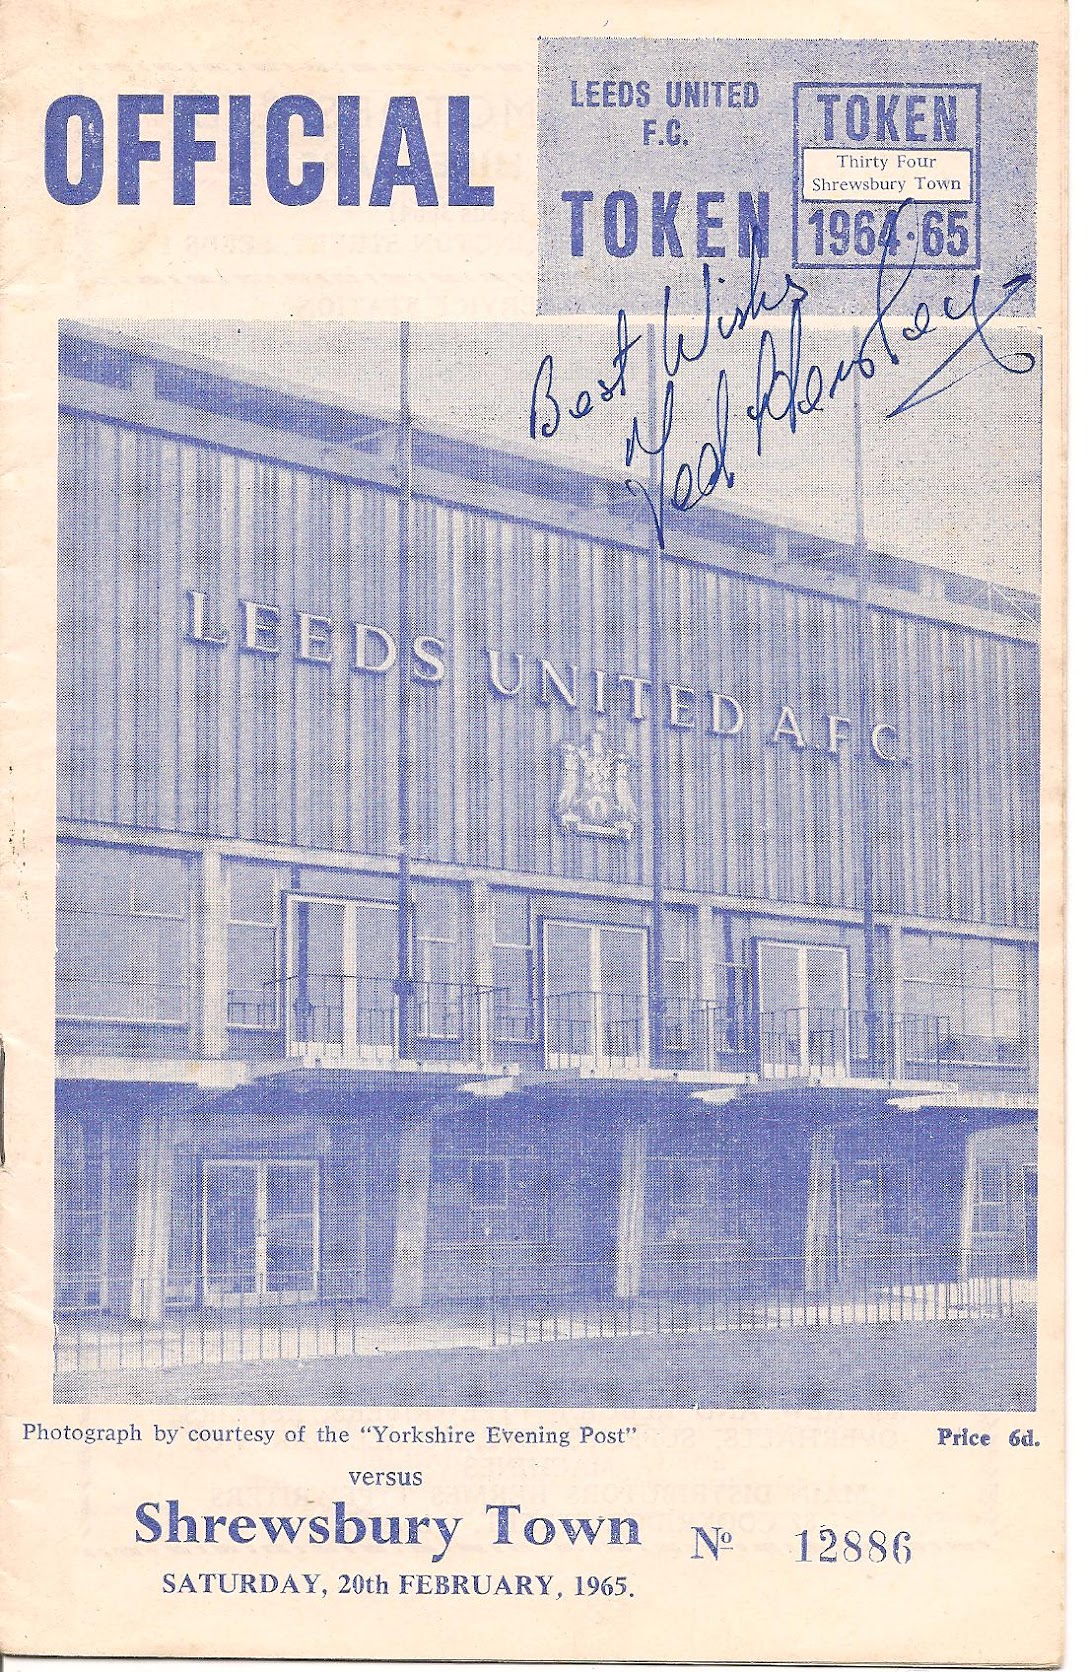 OFFICIAL
LEEDS UNITED
F.C.
TOKEN
TOKEN
Thirty Four
Shrewsbury Town
1964·65
Best Wishes
Ted
LEEDS UNITED A.F.C.
Photograph by courtesy of the "Yorkshire Evening Post"
Price 6d.
versus
Shrewsbury Town
Nº 12886
SATURDAY, 20th FEBRUARY, 1965.